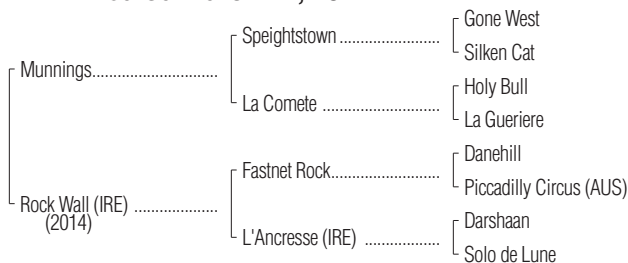 Gone West
Speightstown
Silken Cat
Munnings
Holy Bull
La Comete
La Gueriere
Danehill
Fastnet Rock
Piccadilly Circus (AUS)
Rock Wall (IRE)
(2014)
Darshaan
L'Ancresse (IRE)
Solo de Lune